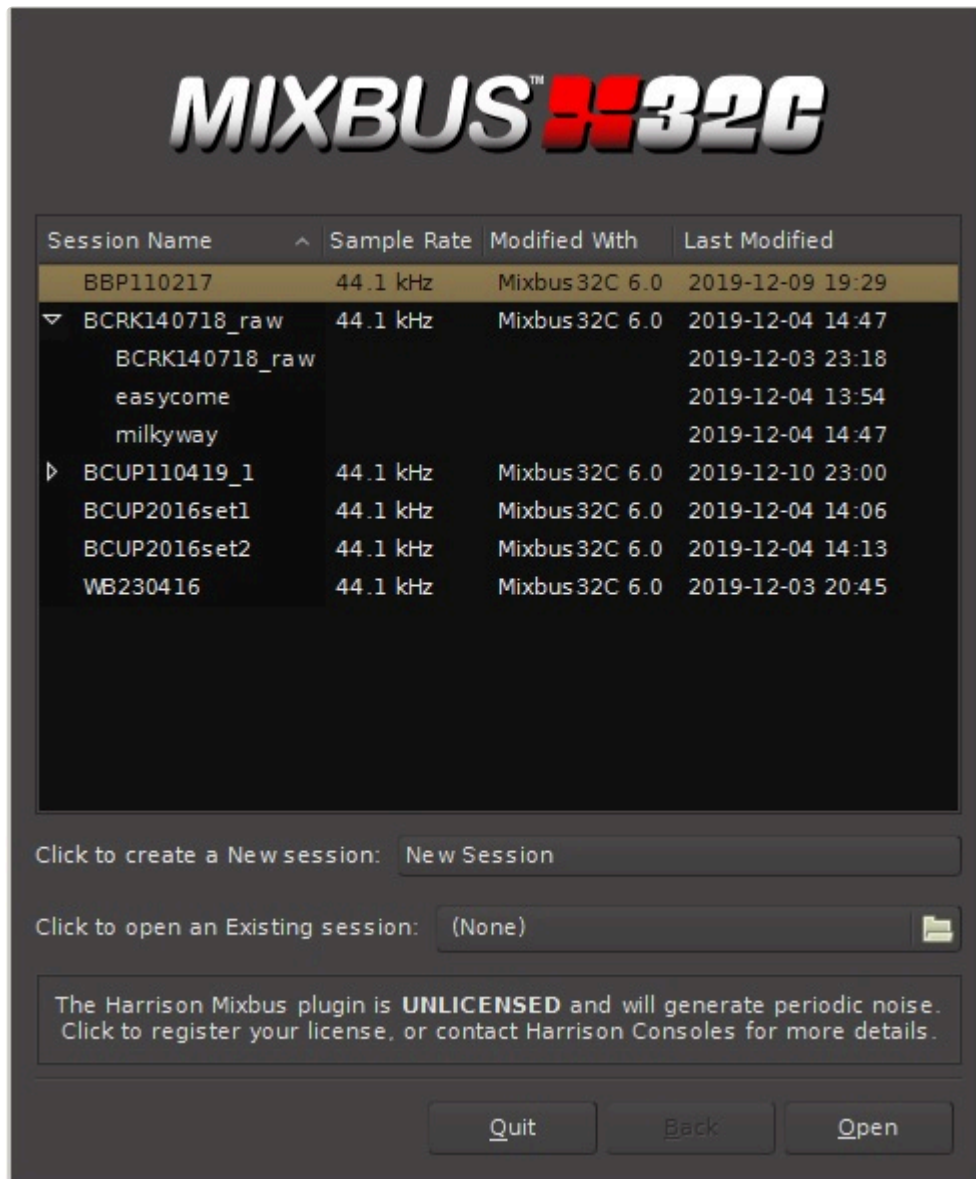 MIXBUS™ 32C
Session Name Sample Rate Modified With Last Modified
BBP110217 44.1 kHz Mixbus32C 6.0 2019-12-09 19:29
BCRK140718_raw 44.1 kHz Mixbus32C 6.0 2019-12-04 14:47
BCRK140718_raw 2019-12-03 23:18
easycome 2019-12-04 13:54
milkyway 2019-12-04 14:47
BCUP110419_1 44.1 kHz Mixbus32C 6.0 2019-12-10 23:00
BCUP2016set1 44.1 kHz Mixbus32C 6.0 2019-12-04 14:06
BCUP2016set2 44.1 kHz Mixbus32C 6.0 2019-12-04 14:13
WB230416 44.1 kHz Mixbus32C 6.0 2019-12-03 20:45
Click to create a New session: New Session
Click to open an Existing session: (None)
The Harrison Mixbus plugin is UNLICENSED and will generate periodic noise.
Click to register your license, or contact Harrison Consoles for more details.
Quit Back Open